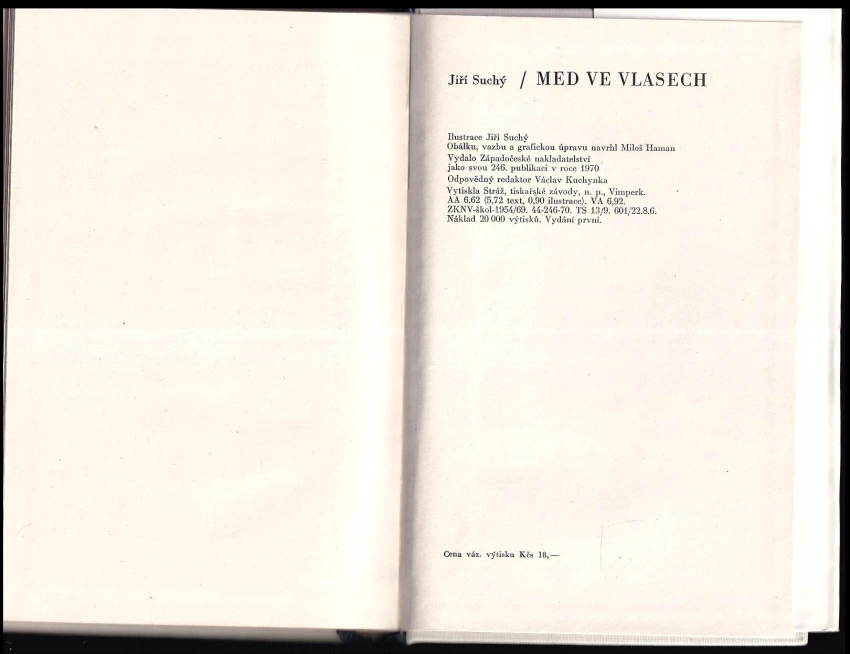 Jiří Suchý / MED VE VLASECH
Ilustrace Jiří Suchý
Obálku, vazbu a grafickou úpravu navrhl Miloš Haman
Vydalo Západočeské nakladatelství
jako svou 246. publikaci v roce 1970
Odpovědný redaktor Václav Kuchynka
Vytiskla Stráž, tiskařské závody, n. p., Vimperk.
AA 6,62 (5,72 text, 0,90 ilustrace). VA 6,92.
ZKNV-škol-1954/69. 44-246-70. TS 13/9. 601/22.8.6.
Náklad 20 000 výtisků. Vydání první.
Cena váz. výtisku Kčs 18,—